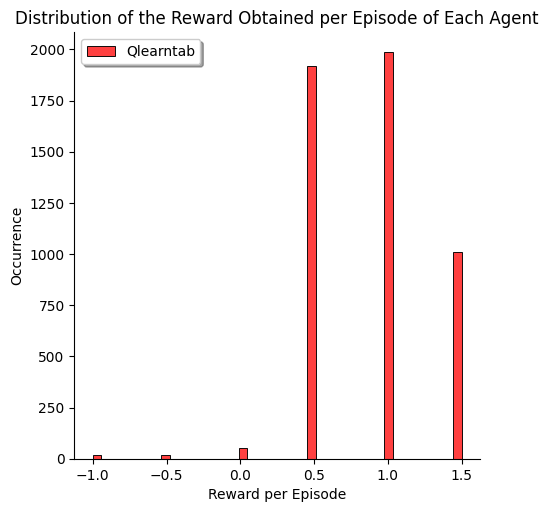 Distribution of the Reward Obtained per Episode of Each Agent
Qlearntab
2000
1750
1500
1250
1000
750
500
250
0
Occurrence
−1.0 −0.5 0.0 0.5 1.0 1.5
Reward per Episode